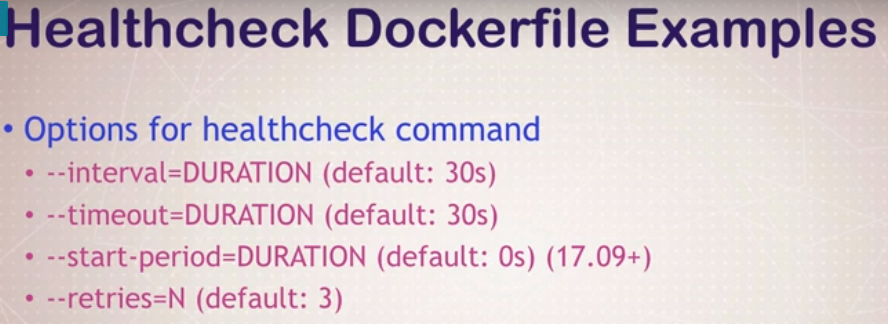 Healthcheck Dockerfile Examples
• Options for healthcheck command
• --interval=DURATION (default: 30s)
• --timeout=DURATION (default: 30s)
• --start-period=DURATION (default: 0s) (17.09+)
• --retries=N (default: 3)